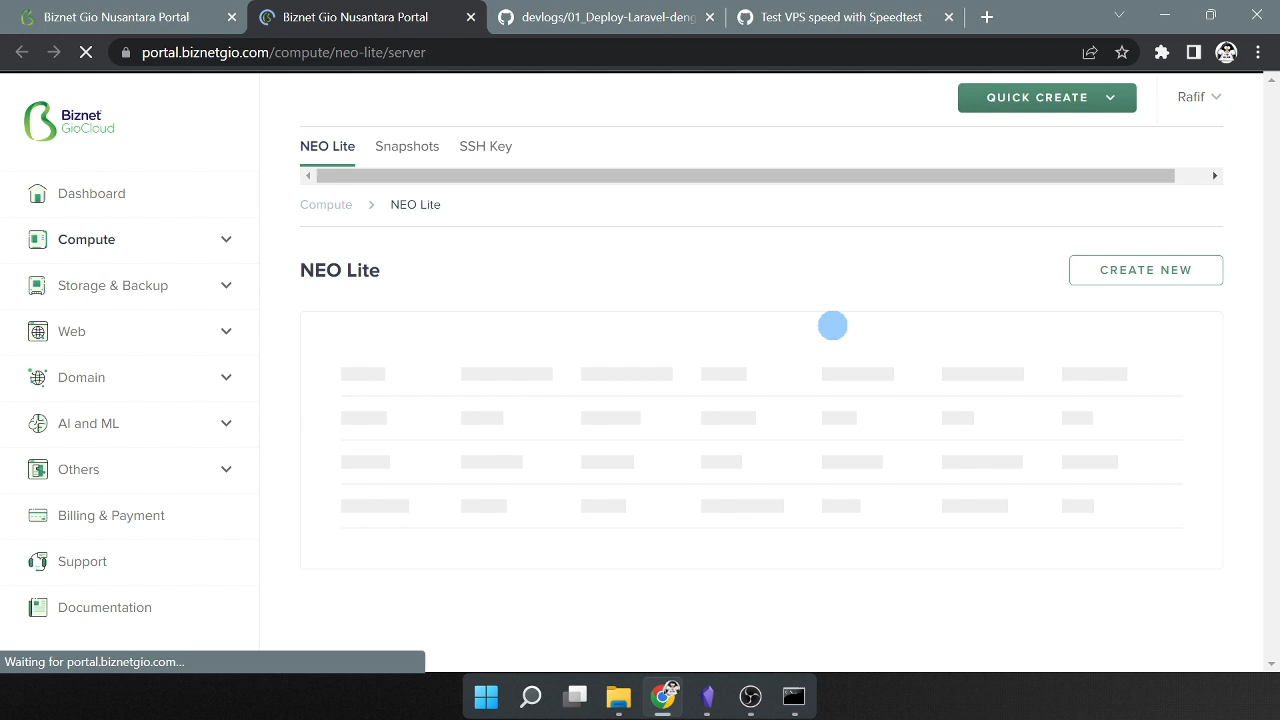 Biznet Gio Nusantara Portal
Biznet Gio Nusantara Portal
devlogs/01_Deploy-Laravel-deng
Test VPS speed with Speedtest
portal.biznetgio.com/compute/neo-lite/server
Biznet
GioCloud
QUICK CREATE
Rafif
NEO Lite
Snapshots
SSH Key
Compute
NEO Lite
NEO Lite
CREATE NEW
Dashboard
Compute
Storage & Backup
Web
Domain
AI and ML
Others
Billing & Payment
Support
Documentation
Waiting for portal.biznetgio.com...